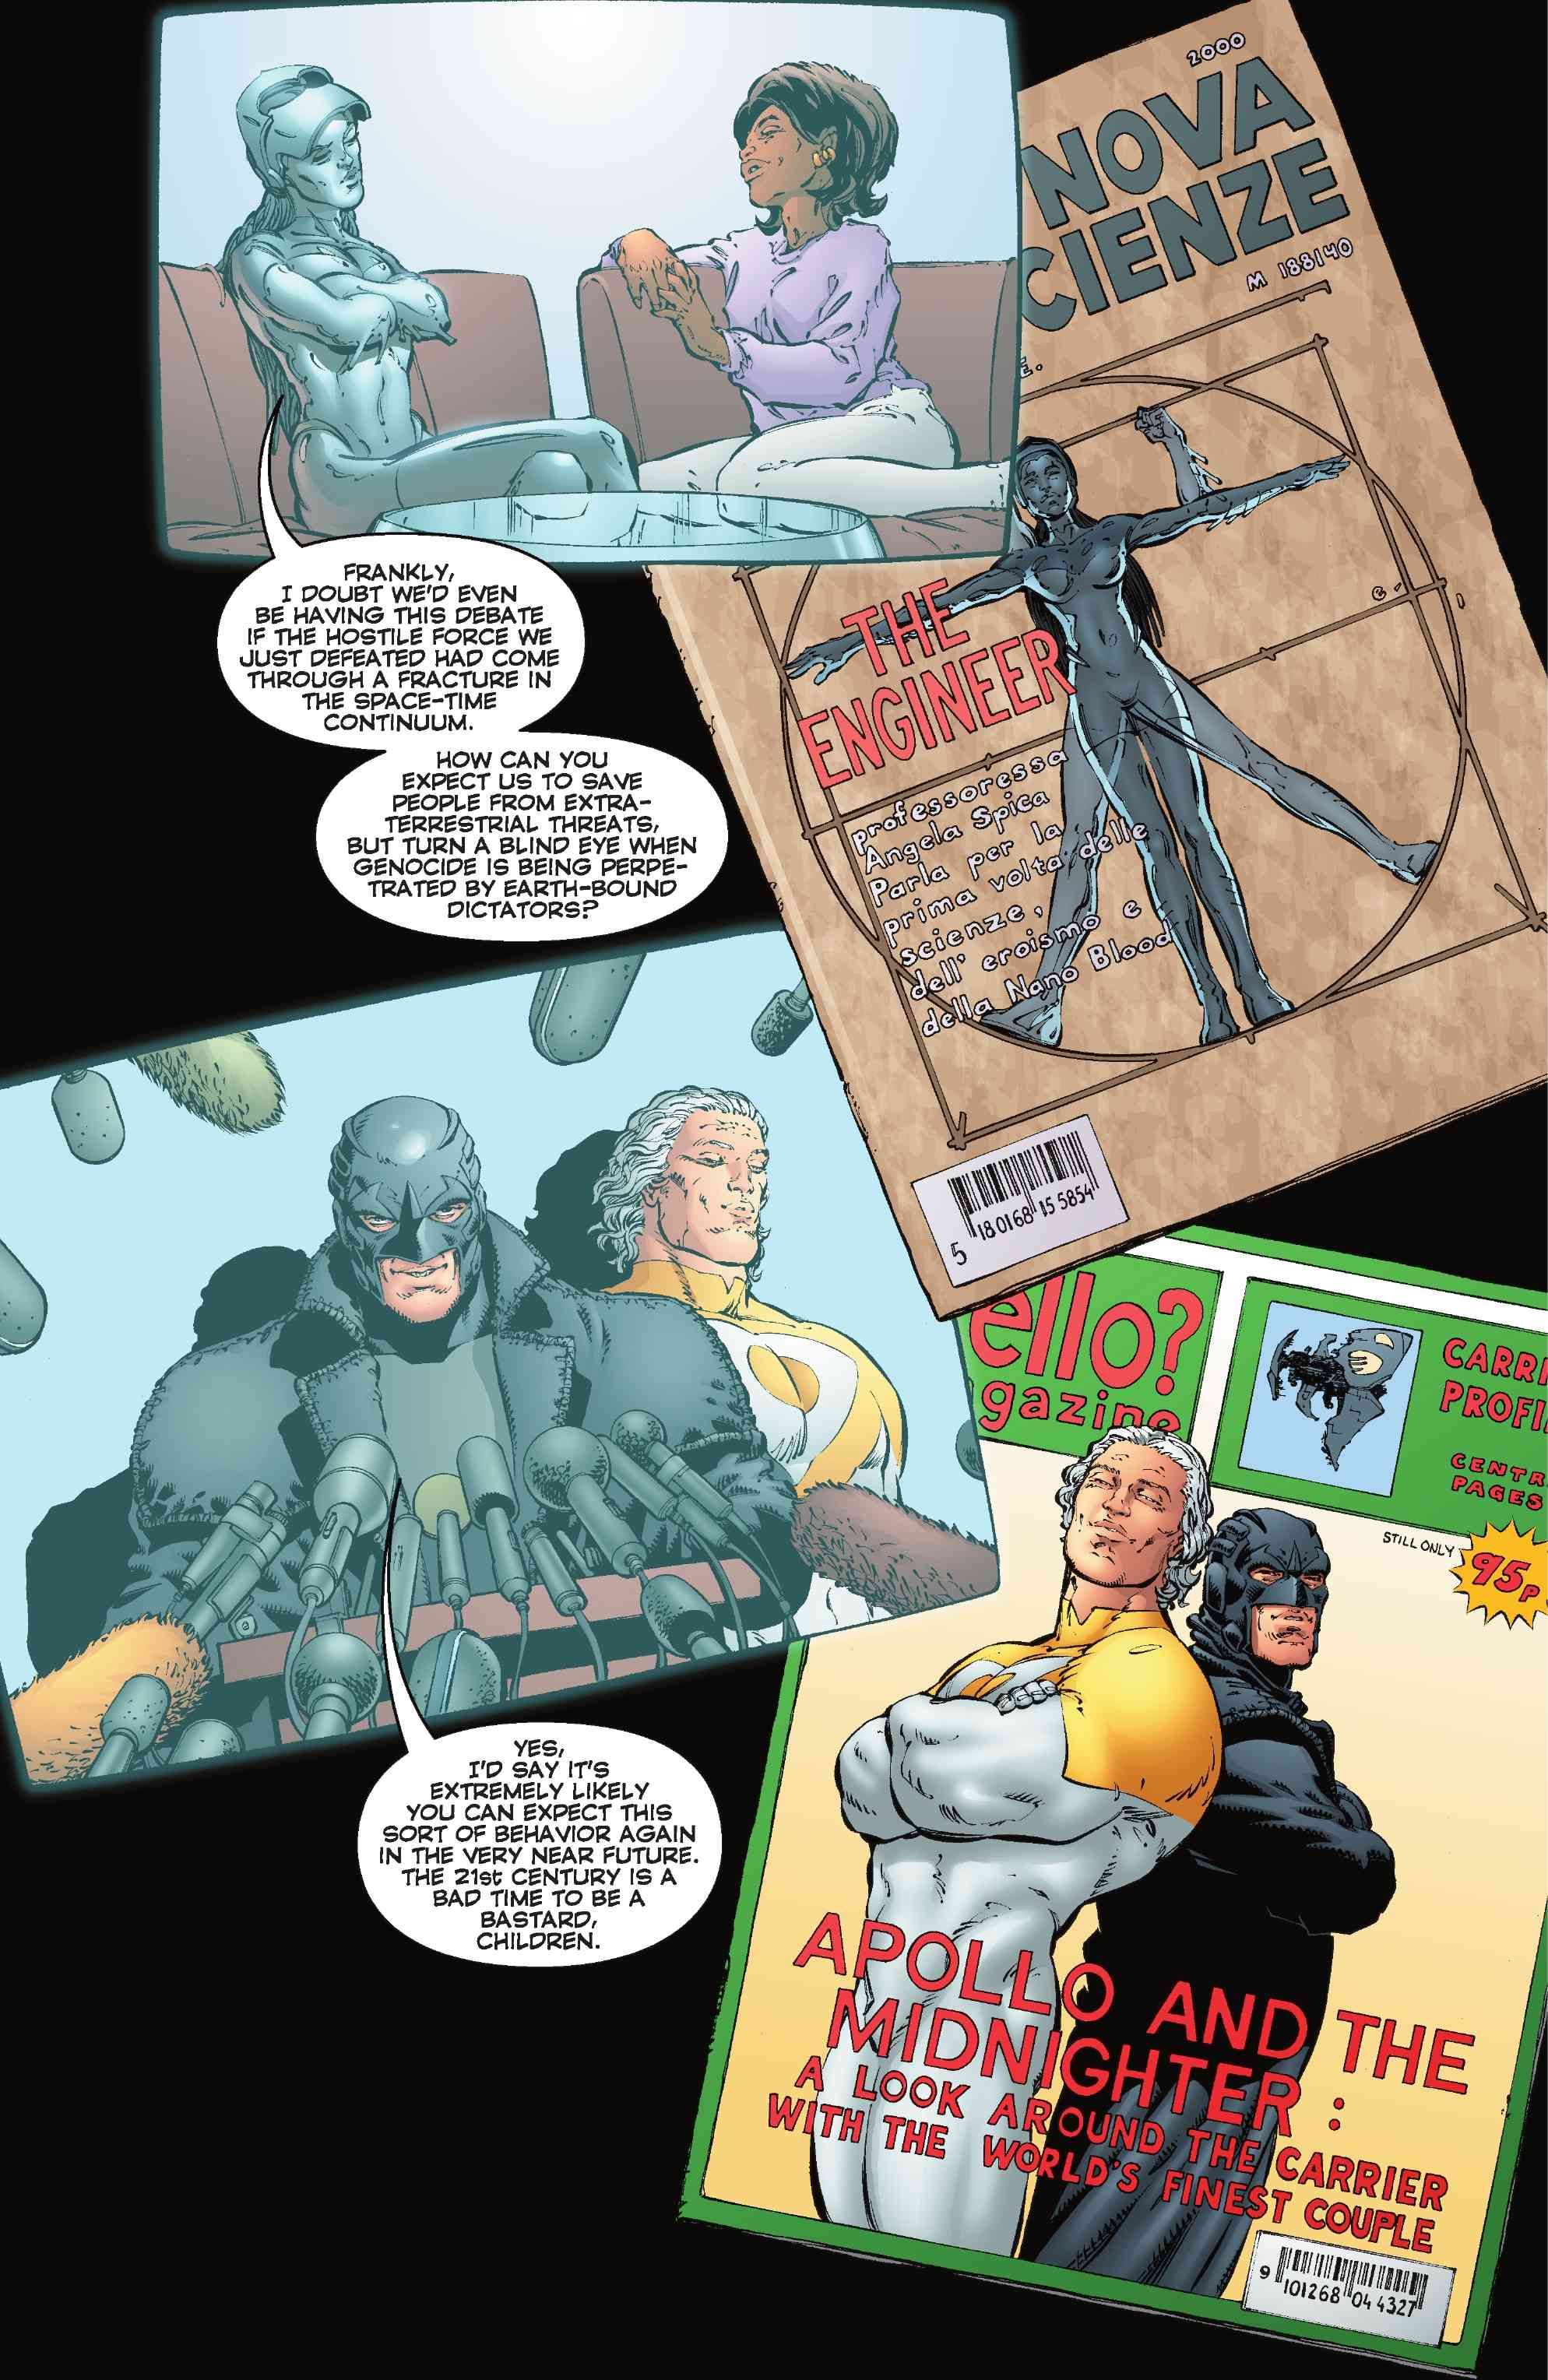 2000
NOVA
CIENZE
M 188140
E.
FRANKLY,
I DOUBT WE'D EVEN
BE HAVING THIS DEBATE
IF THE HOSTILE FORCE WE
JUST DEFEATED HAD COME
THROUGH A FRACTURE IN
THE SPACE-TIME
CONTINUUM.
HOW CAN YOU
EXPECT US TO SAVE
PEOPLE FROM EXTRA-
TERRESTRIAL THREATS,
BUT TURN A BLIND EYE WHEN
GENOCIDE IS BEING PERPE-
TRATED BY EARTH-BOUND
DICTATORS?
THE
ENGINEER
professoressa
Angela Spica
Parla per la
prima volta delle
scienze,
dell' eroismo e
della Nano Blood
5 180168 15 5854
ello?
gazine
CARRI
PROFI
CENTR
PAGES
STILL ONLY
95p
YES,
I'D SAY IT'S
EXTREMELY LIKELY
YOU CAN EXPECT THIS
SORT OF BEHAVIOR AGAIN
IN THE VERY NEAR FUTURE.
THE 21st CENTURY IS A
BAD TIME TO BE A
BASTARD,
CHILDREN.
APOLLO AND THE
MIDNIGHTER :
A LOOK AROUND THE CARRIER
WITH THE WORLD'S FINEST COUPLE
9 101268 04 4327